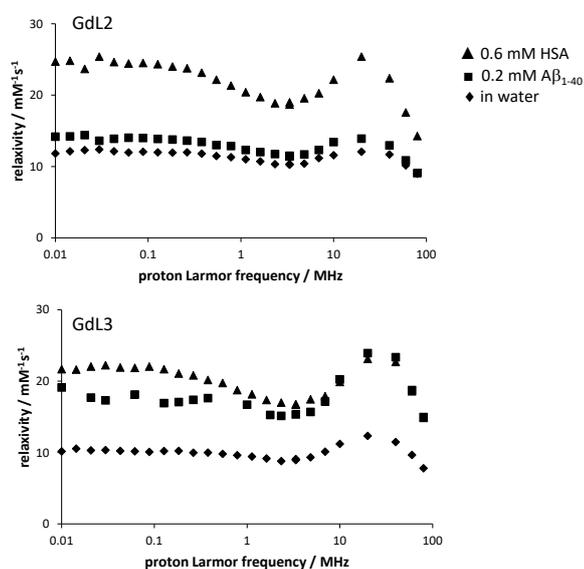 GdL2
30
20
10
0
relaxivity / mM⁻¹s⁻¹
0.01 0.1 1 10 100
proton Larmor frequency / MHz
▲ 0.6 mM HSA
■ 0.2 mM Aβ₁₋₄₀
◆ in water
GdL3
30
20
10
0
relaxivity / mM⁻¹s⁻¹
0.01 0.1 1 10 100
proton Larmor frequency / MHz